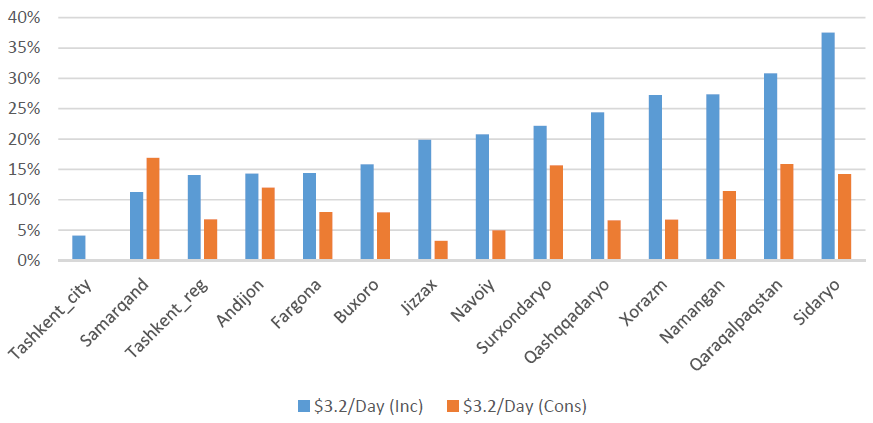 40%
35%
30%
25%
20%
15%
10%
5%
0%
Tashkent_city
Samarqand
Tashkent_reg
Andijon
Fargona
Buxoro
Jizzax
Navoiy
Surxondaryo
Qashqqadaryo
Xorazm
Namangan
Qaraqalpaqstan
Sidaryo
$3.2/Day (Inc) $3.2/Day (Cons)